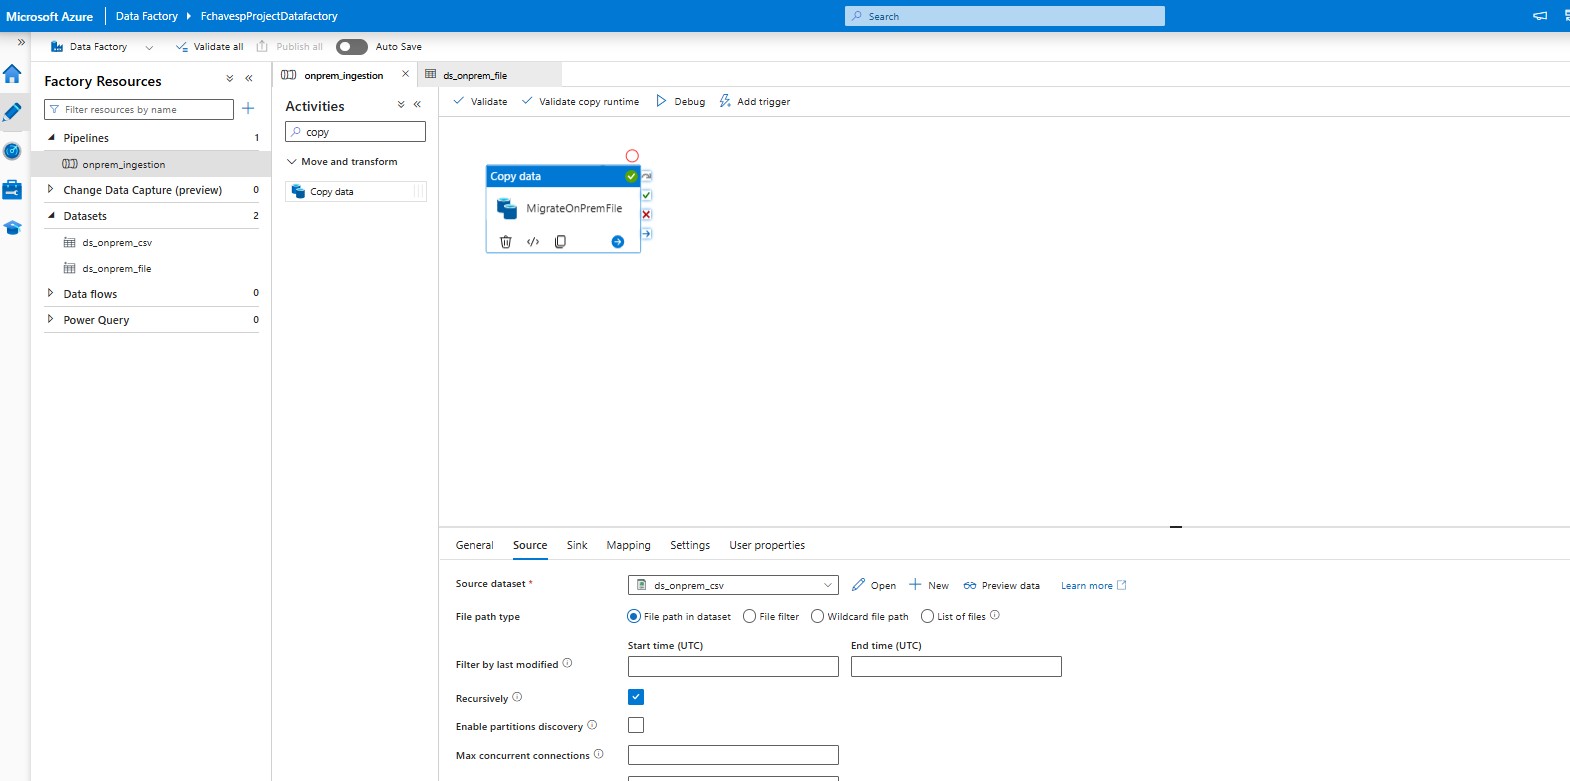 Microsoft Azure Data Factory FchavespProjectDatafactory Search
Data Factory Validate all Publish all Auto Save
Factory Resources
Filter resources by name
Pipelines 1
onprem_ingestion
Change Data Capture (preview) 0
Datasets 2
ds_onprem_csv
ds_onprem_file
Data flows 0
Power Query 0
onprem_ingestion ds_onprem_file
Activities
copy
Move and transform
Copy data
Validate Validate copy runtime Debug Add trigger
Copy data
MigrateOnPremFile
General Source Sink Mapping Settings User properties
Source dataset * ds_onprem_csv Open New Preview data Learn more
File path type File path in dataset File filter Wildcard file path List of files
Start time (UTC) End time (UTC)
Filter by last modified
Recursively
Enable partitions discovery
Max concurrent connections